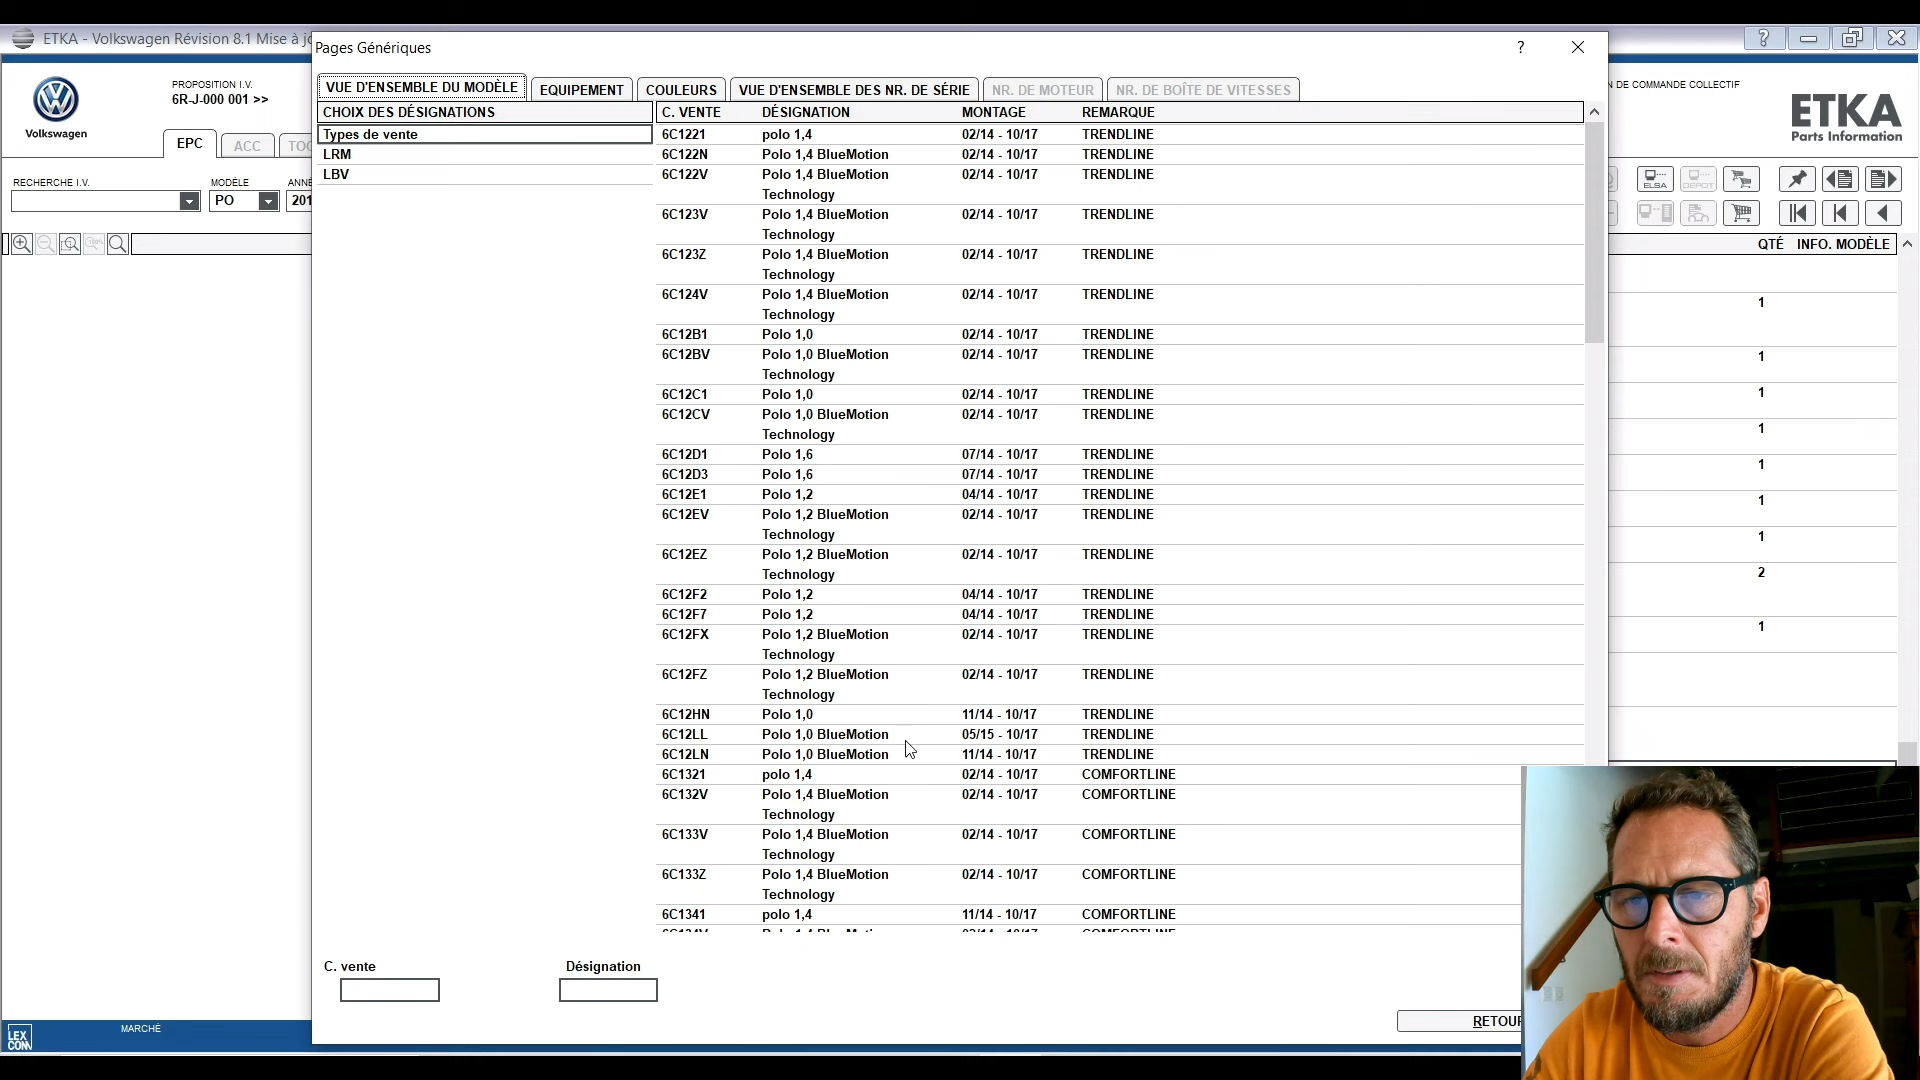 ETKA - Volkswagen Révision 8.1 Mise à jo
Pages Génériques
?
PROPOSITION I.V.
6R-J-000 001 >>
Volkswagen
EPC
ACC
TOO
N DE COMMANDE COLLECTIF
ETKA
Parts Information
VUE D'ENSEMBLE DU MODÈLE
EQUIPEMENT
COULEURS
VUE D'ENSEMBLE DES NR. DE SÉRIE
NR. DE MOTEUR
NR. DE BOÎTE DE VITESSES
RECHERCHE I.V.
MODÈLE
ANNÉ
PO
201
ELSA
DEPOT
QTÉ INFO. MODÈLE
1
1
1
1
1
1
1
2
1
CHOIX DES DÉSIGNATIONS
Types de vente
LRM
LBV
C. VENTE DÉSIGNATION MONTAGE REMARQUE
6C1221 polo 1,4 02/14 - 10/17 TRENDLINE
6C122N Polo 1,4 BlueMotion 02/14 - 10/17 TRENDLINE
6C122V Polo 1,4 BlueMotion 02/14 - 10/17 TRENDLINE
Technology
6C123V Polo 1,4 BlueMotion 02/14 - 10/17 TRENDLINE
Technology
6C123Z Polo 1,4 BlueMotion 02/14 - 10/17 TRENDLINE
Technology
6C124V Polo 1,4 BlueMotion 02/14 - 10/17 TRENDLINE
Technology
6C12B1 Polo 1,0 02/14 - 10/17 TRENDLINE
6C12BV Polo 1,0 BlueMotion 02/14 - 10/17 TRENDLINE
Technology
6C12C1 Polo 1,0 02/14 - 10/17 TRENDLINE
6C12CV Polo 1,0 BlueMotion 02/14 - 10/17 TRENDLINE
Technology
6C12D1 Polo 1,6 07/14 - 10/17 TRENDLINE
6C12D3 Polo 1,6 07/14 - 10/17 TRENDLINE
6C12E1 Polo 1,2 04/14 - 10/17 TRENDLINE
6C12EV Polo 1,2 BlueMotion 02/14 - 10/17 TRENDLINE
Technology
6C12EZ Polo 1,2 BlueMotion 02/14 - 10/17 TRENDLINE
Technology
6C12F2 Polo 1,2 04/14 - 10/17 TRENDLINE
6C12F7 Polo 1,2 04/14 - 10/17 TRENDLINE
6C12FX Polo 1,2 BlueMotion 02/14 - 10/17 TRENDLINE
Technology
6C12FZ Polo 1,2 BlueMotion 02/14 - 10/17 TRENDLINE
Technology
6C12HN Polo 1,0 11/14 - 10/17 TRENDLINE
6C12LL Polo 1,0 BlueMotion 05/15 - 10/17 TRENDLINE
6C12LN Polo 1,0 BlueMotion 11/14 - 10/17 TRENDLINE
6C1321 polo 1,4 02/14 - 10/17 COMFORTLINE
6C132V Polo 1,4 BlueMotion 02/14 - 10/17 COMFORTLINE
Technology
6C133V Polo 1,4 BlueMotion 02/14 - 10/17 COMFORTLINE
Technology
6C133Z Polo 1,4 BlueMotion 02/14 - 10/17 COMFORTLINE
Technology
6C1341 polo 1,4 11/14 - 10/17 COMFORTLINE
C. vente
Désignation
RETOUR
LEX
COM
MARCHÉ